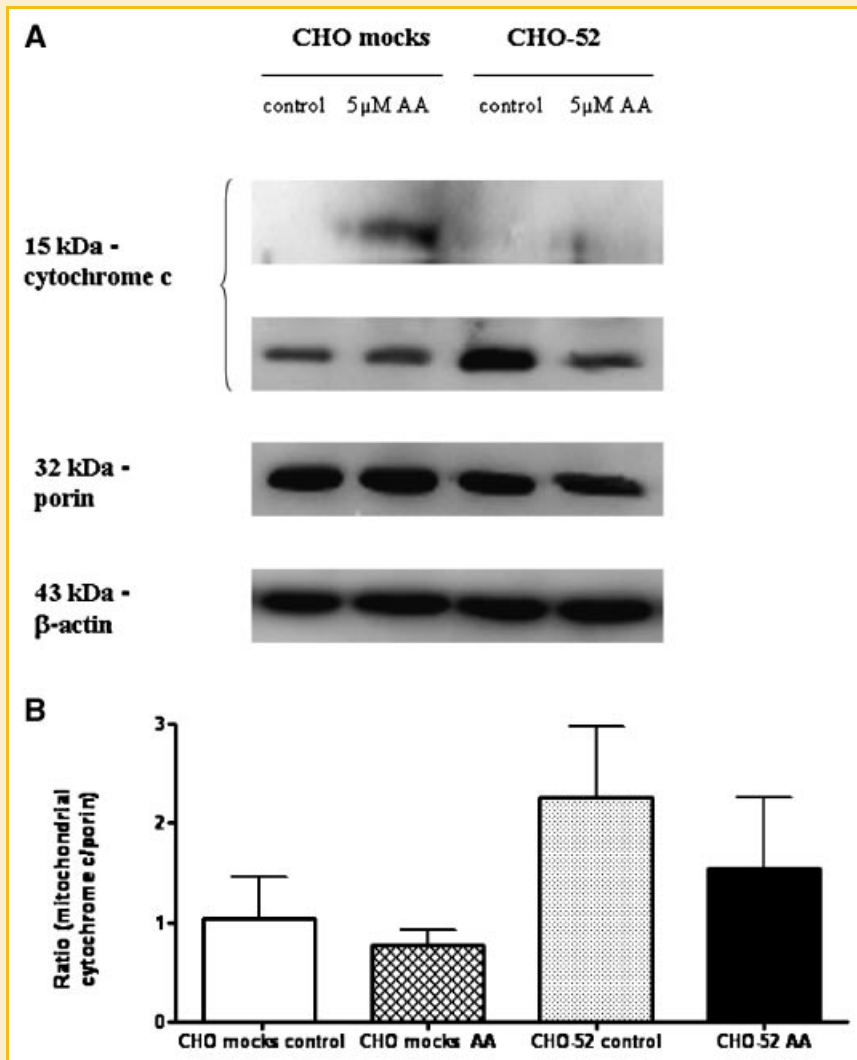 A
CHO mocks CHO-52
control 5µM AA control 5µM AA
15 kDa -
cytochrome c
32 kDa -
porin
43 kDa -
β-actin
B
Ratio (mitochondrial
cytochrome c/porin)
3
2
1
0
CHO mocks control CHO mocks AA CHO-52 control CHO-52 AA